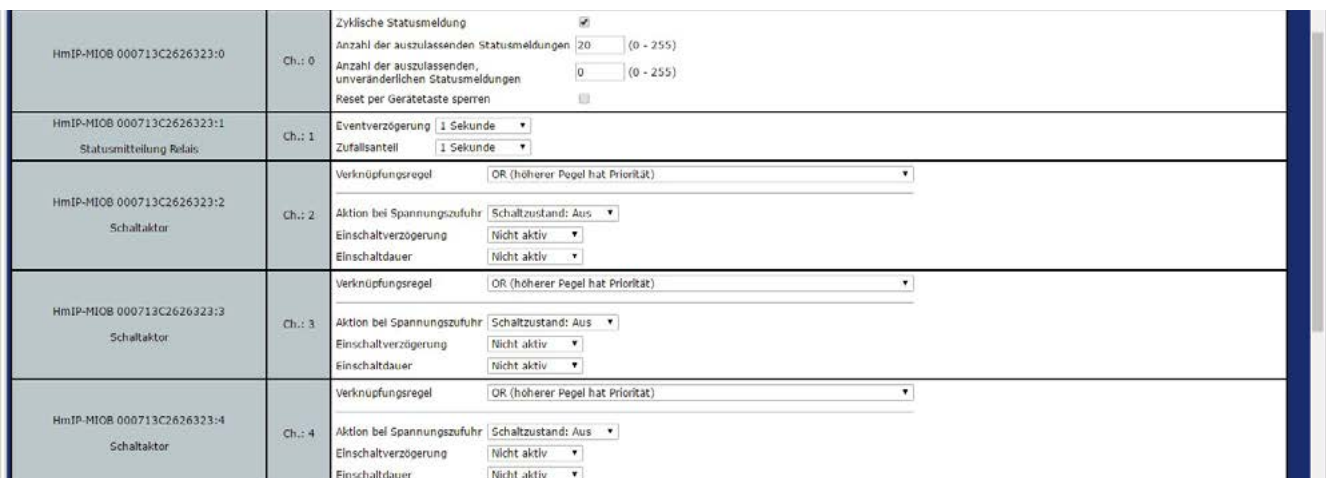 Zyklische Statusmeldung
HmIP-MIOB 000713C2626323:0
Ch.: 0
Anzahl der auszulassenden Statusmeldungen 20 (0 - 255)
Anzahl der auszulassenden,
unveränderlichen Statusmeldungen 0 (0 - 255)
Reset per Gerätetaste sperren
HmIP-MIOB 000713C2626323:1
Statusmitteilung Relais
Ch.: 1
Eventverzögerung 1 Sekunde
Zufallsanteil 1 Sekunde
HmIP-MIOB 000713C2626323:2
Schaltaktor
Ch.: 2
Verknüpfungsregel OR (höherer Pegel hat Priorität)
Aktion bei Spannungszufuhr Schaltzustand: Aus
Einschaltverzögerung Nicht aktiv
Einschaltdauer Nicht aktiv
HmIP-MIOB 000713C2626323:3
Schaltaktor
Ch.: 3
Verknüpfungsregel OR (höherer Pegel hat Priorität)
Aktion bei Spannungszufuhr Schaltzustand: Aus
Einschaltverzögerung Nicht aktiv
Einschaltdauer Nicht aktiv
HmIP-MIOB 000713C2626323:4
Schaltaktor
Ch.: 4
Verknüpfungsregel OR (höherer Pegel hat Priorität)
Aktion bei Spannungszufuhr Schaltzustand: Aus
Einschaltverzögerung Nicht aktiv
Einschaltdauer Nicht aktiv